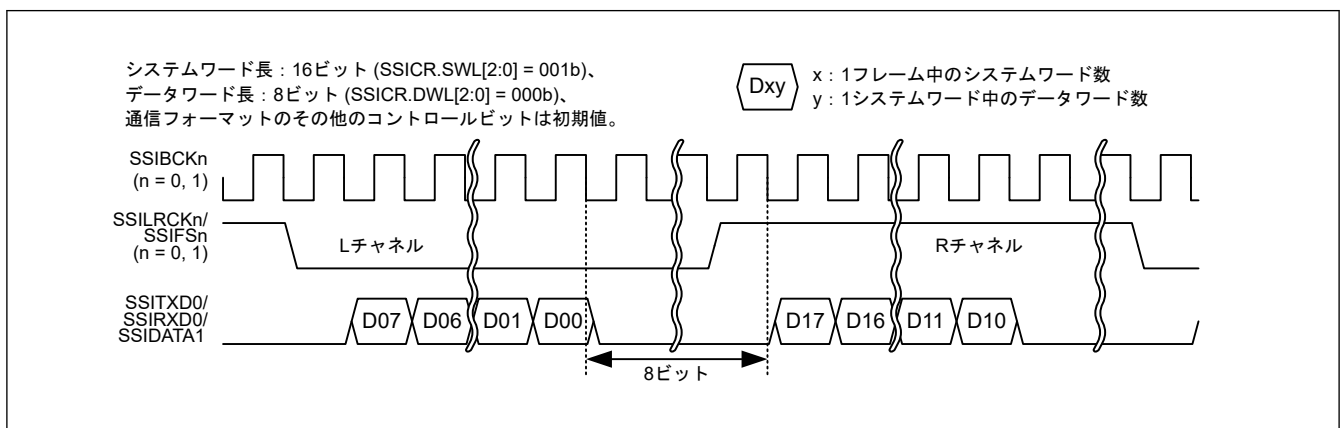 システムワード長：16ビット (SSICR.SWL[2:0] = 001b)、
データワード長：8ビット (SSICR.DWL[2:0] = 000b)、
通信フォーマットのその他のコントロールビットは初期値。
Dxy
x：1フレーム中のシステムワード数
y：1システムワード中のデータワード数
SSIBCKn
(n = 0, 1)
SSILRCKn/
SSIFSn
(n = 0, 1)
Lチャネル
Rチャネル
SSITXD0/
SSIRXD0/
SSIDATA1
D07 D06 D01 D00 D17 D16 D11 D10
8ビット